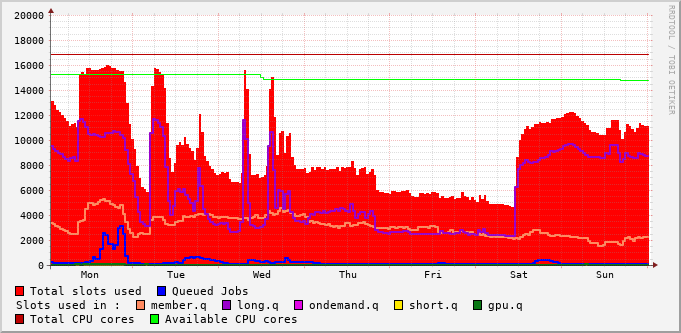 RRDTOOL / TOBI OETIKER
20000
18000
16000
14000
12000
10000
8000
6000
4000
2000
0
Mon Tue Wed Thu Fri Sat Sun
Total slots used Queued Jobs
Slots used in : member.q long.q ondemand.q short.q gpu.q
Total CPU cores Available CPU cores